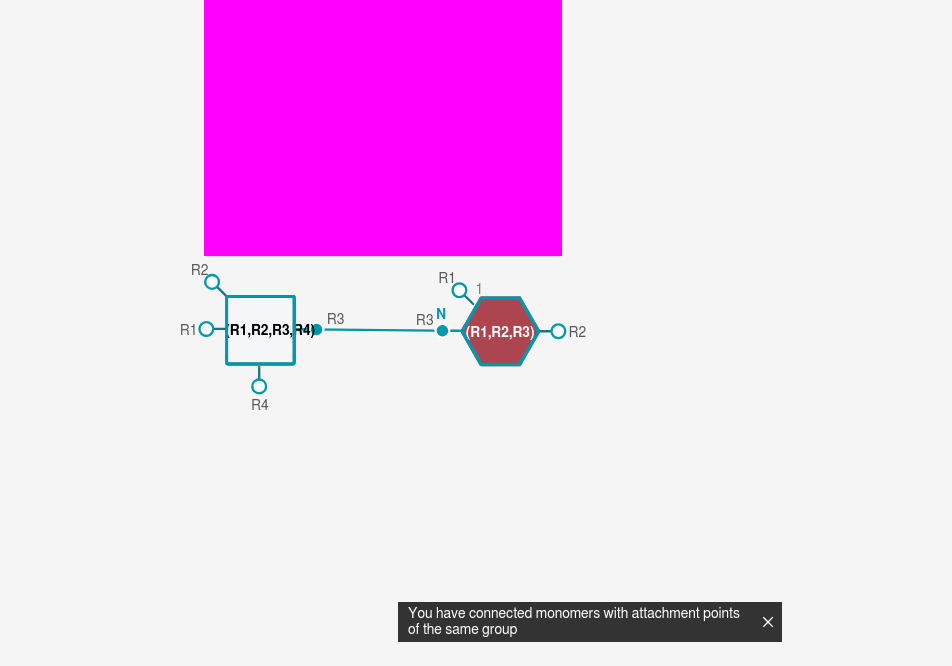 R2
R1
(R1,R2,R3,R4)
R3
R4
R3
N
R1
1
(R1,R2,R3)
R2
You have connected monomers with attachment points
of the same group